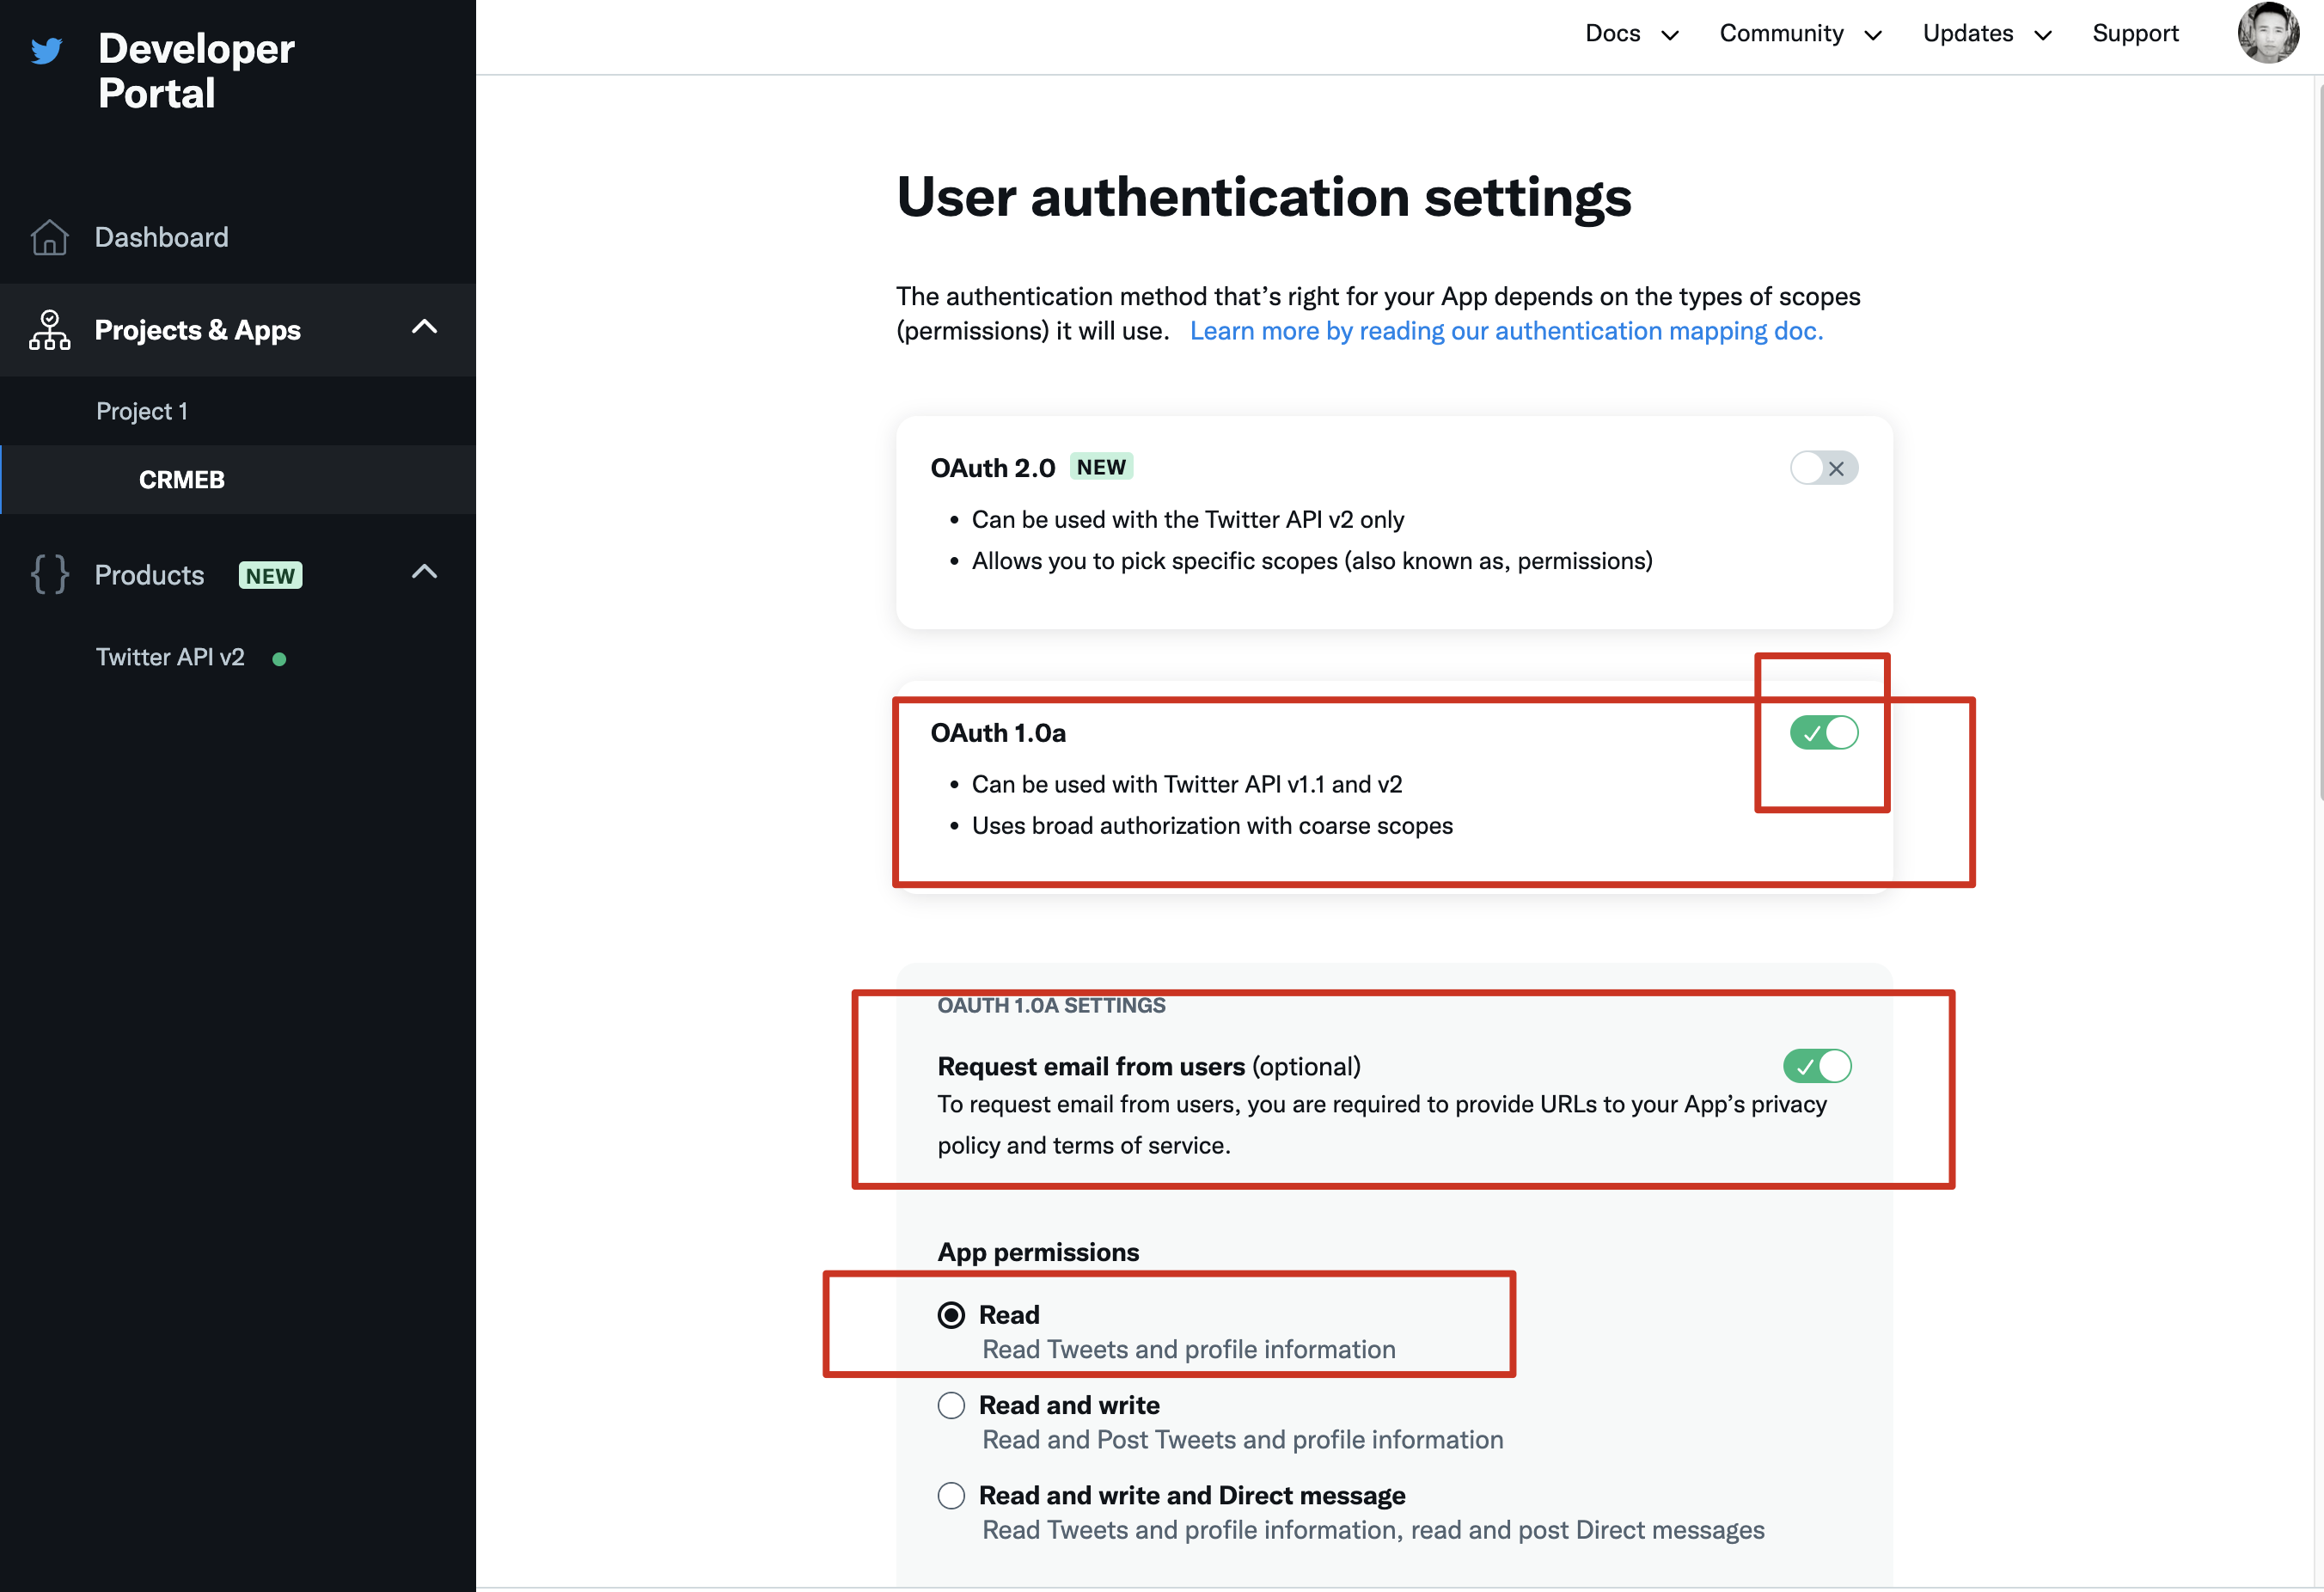 Developer
Portal
Docs
Community
Updates
Support
Dashboard
Projects & Apps
Project 1
CRMEB
Products NEW
Twitter API v2
User authentication settings
The authentication method that’s right for your App depends on the types of scopes
(permissions) it will use. Learn more by reading our authentication mapping doc.
OAuth 2.0 NEW
• Can be used with the Twitter API v2 only
• Allows you to pick specific scopes (also known as, permissions)
OAuth 1.0a
• Can be used with Twitter API v1.1 and v2
• Uses broad authorization with coarse scopes
OAUTH 1.0A SETTINGS
Request email from users (optional)
To request email from users, you are required to provide URLs to your App’s privacy
policy and terms of service.
App permissions
Read
Read Tweets and profile information
Read and write
Read and Post Tweets and profile information
Read and write and Direct message
Read Tweets and profile information, read and post Direct messages